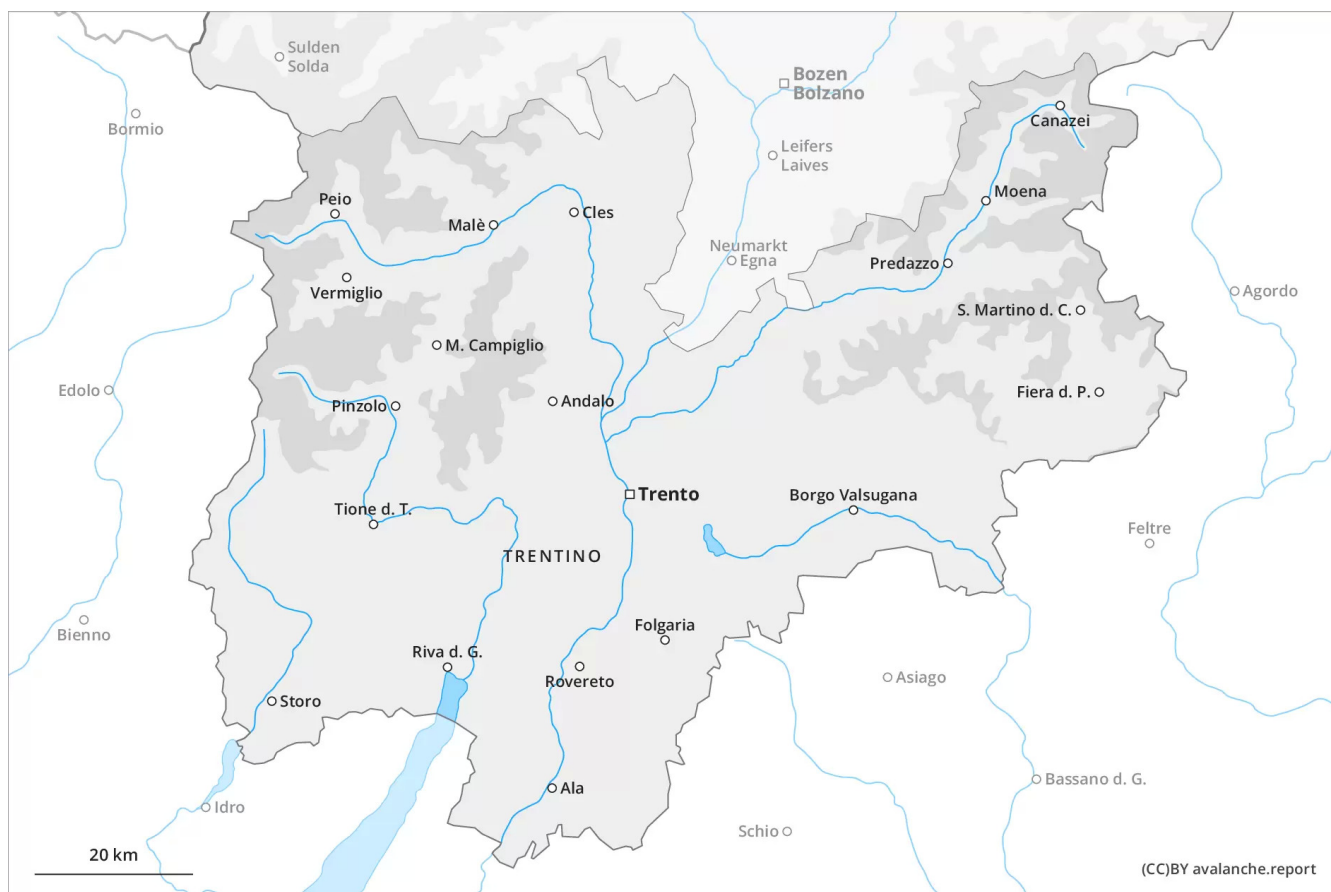 Sulden
Solda
Bozen
Bolzano
Bormio
Canazei
Leifers
Laives
Peio
Moena
Malè
Cles
Neumarkt
Egna
Predazzo
Vermiglio
Agordo
S. Martino d. C.
M. Campiglio
Edolo
Fiera d. P.
Pinzolo
Andalo
Trento
Borgo Valsugana
Tione d. T.
Feltre
TRENTINO
Bienno
Folgaria
Riva d. G.
Asiago
Rovereto
Storo
Bassano d. G.
Ala
Idro
Schio
20 km
(CC)BY avalanche.report